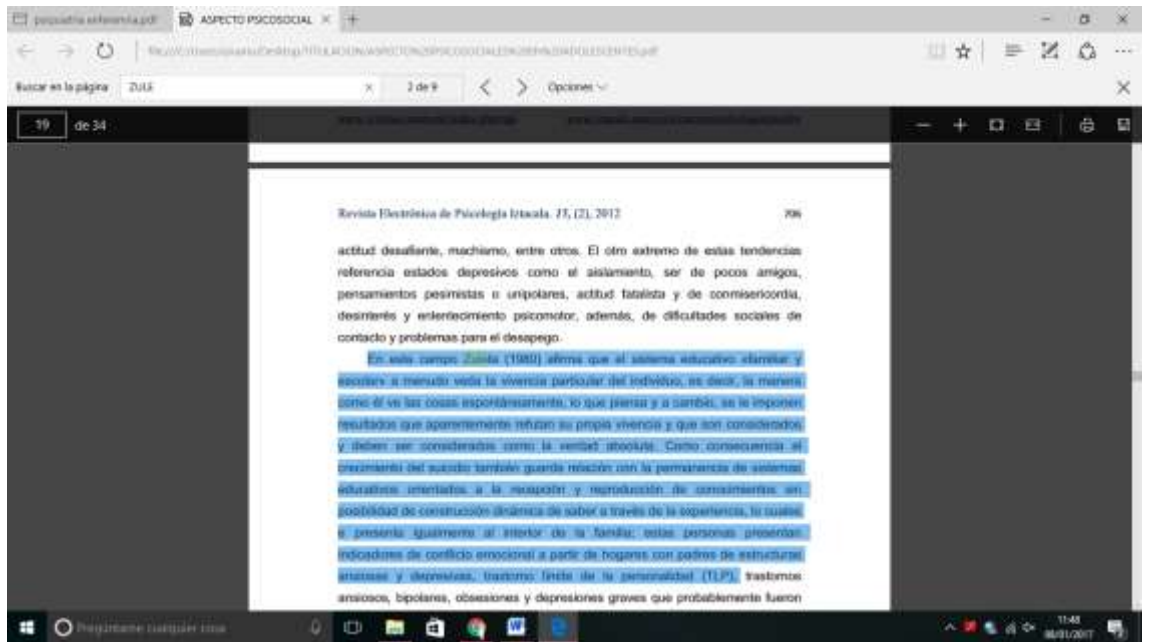 psiquiatria enfermeria.pdf
ASPECTO PSICOSOCIAL
Buscar en la página ZULE 2 de 9 Opciones
19 de 34
Revista Electrónica de Psicología Iztacala. 15, (2), 2012 706
actitud desafiante, machismo, entre otros. El otro extremo de estas tendencias
referencia estados depresivos como el aislamiento, ser de pocos amigos,
pensamientos pesimistas o unipolares, actitud fatalista y de conmisericordia,
desinterés y enlentecimiento psicomotor, además, de dificultades sociales de
contacto y problemas para el desapego.
En este campo Zuleta (1980) afirma que el sistema educativo «familiar y
escolar» a menudo veda la vivencia particular del individuo, es decir, la manera
como él ve las cosas espontáneamente, lo que piensa y a cambio, se le imponen
resultados que aparentemente refutan su propia vivencia y que son considerados
y deben ser considerados como la verdad absoluta. Como consecuencia el
crecimiento del suicidio también guarda relación con la permanencia de sistemas
educativos orientados a la recepción y reproducción de conocimientos sin
posibilidad de construcción dinámica de saber a través de la experiencia, lo cuales
e presenta igualmente al interior de la familia; estas personas presentan
indicadores de conflicto emocional a partir de hogares con padres de estructuras
ansiosas y depresivas, trastorno límite de la personalidad (TLP), trastornos
ansiosos, bipolares, obsesiones y depresiones graves que probablemente fueron
Pregúntame cualquier cosa
11:48